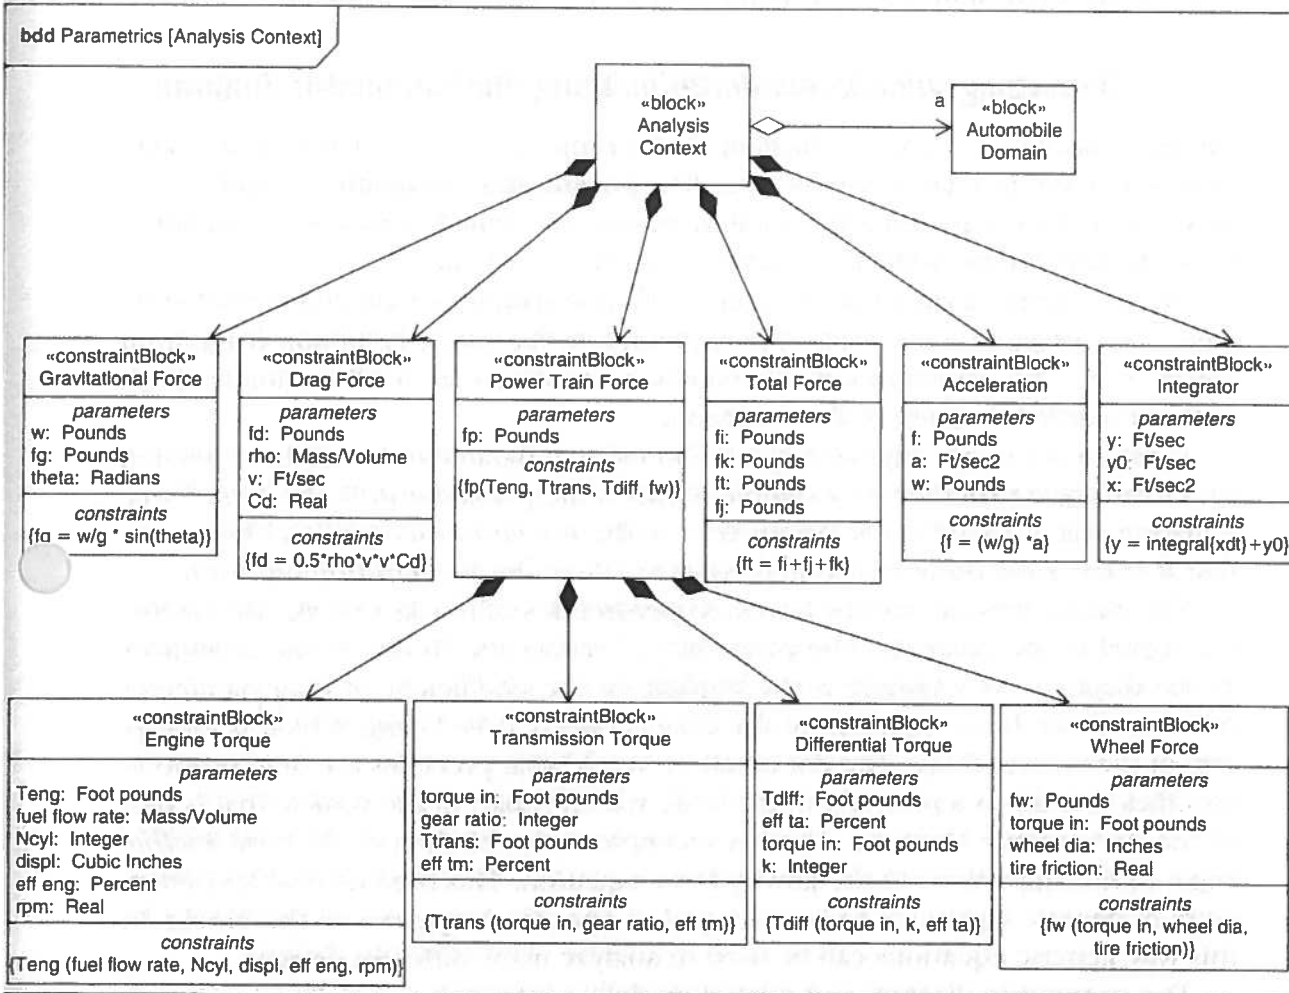 bdd Parametrics [Analysis Context]
«block»
Analysis
Context
a
«block»
Automobile
Domain
«constraintBlock»
Gravitational Force
parameters
w: Pounds
fg: Pounds
theta: Radians
constraints
{fg = w/g * sin(theta)}
«constraintBlock»
Drag Force
parameters
fd: Pounds
rho: Mass/Volume
v: Ft/sec
Cd: Real
constraints
{fd = 0.5*rho*v*v*Cd}
«constraintBlock»
Power Train Force
parameters
fp: Pounds
constraints
{fp(Teng, Ttrans, Tdiff, fw)}
«constraintBlock»
Total Force
parameters
fi: Pounds
fk: Pounds
ft: Pounds
fj: Pounds
constraints
{ft = fi+fj+fk}
«constraintBlock»
Acceleration
parameters
f: Pounds
a: Ft/sec2
w: Pounds
constraints
{f = (w/g) *a}
«constraintBlock»
Integrator
parameters
y: Ft/sec
y0: Ft/sec
x: Ft/sec2
constraints
{y = integral{xdt}+y0}
«constraintBlock»
Engine Torque
parameters
Teng: Foot pounds
fuel flow rate: Mass/Volume
Ncyl: Integer
displ: Cubic Inches
eff eng: Percent
rpm: Real
constraints
{Teng (fuel flow rate, Ncyl, displ, eff eng, rpm)}
«constraintBlock»
Transmission Torque
parameters
torque in: Foot pounds
gear ratio: Integer
Ttrans: Foot pounds
eff tm: Percent
constraints
{Ttrans (torque in, gear ratio, eff tm)}
«constraintBlock»
Differential Torque
parameters
Tdiff: Foot pounds
eff ta: Percent
torque in: Foot pounds
k: Integer
constraints
{Tdiff (torque in, k, eff ta)}
«constraintBlock»
Wheel Force
parameters
fw: Pounds
torque in: Foot pounds
wheel dia: Inches
tire friction: Real
constraints
{fw (torque in, wheel dia,
tire friction)}